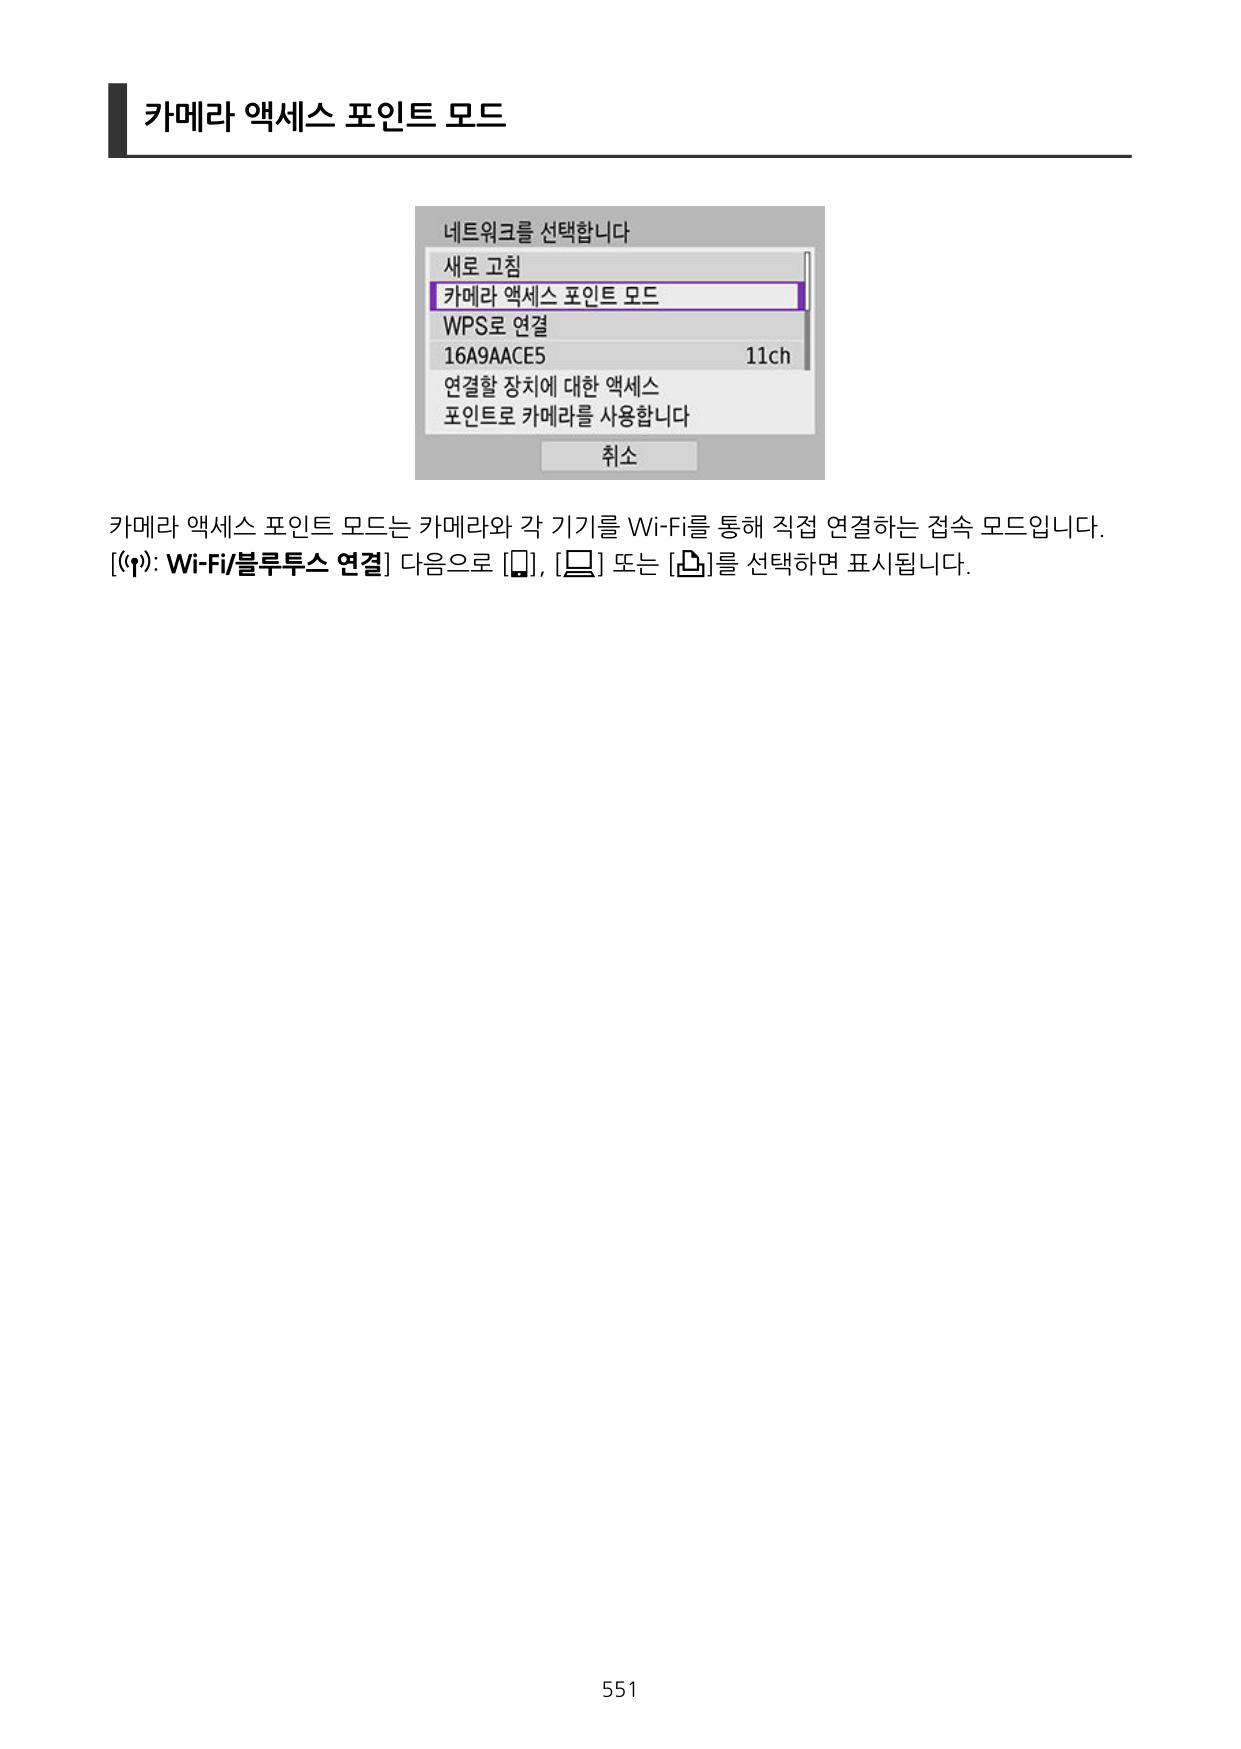 카메라 액세스 포인트 모드
네트워크를 선택합니다
새로 고침
카메라 액세스 포인트 모드
WPS로 연결
16A9AACE5 11ch
연결할 장치에 대한 액세스
포인트로 카메라를 사용합니다
취소
카메라 액세스 포인트 모드는 카메라와 각 기기를 Wi-Fi를 통해 직접 연결하는 접속 모드입니다.
[: Wi-Fi/블루투스 연결] 다음으로 [], [] 또는 []를 선택하면 표시됩니다.
551